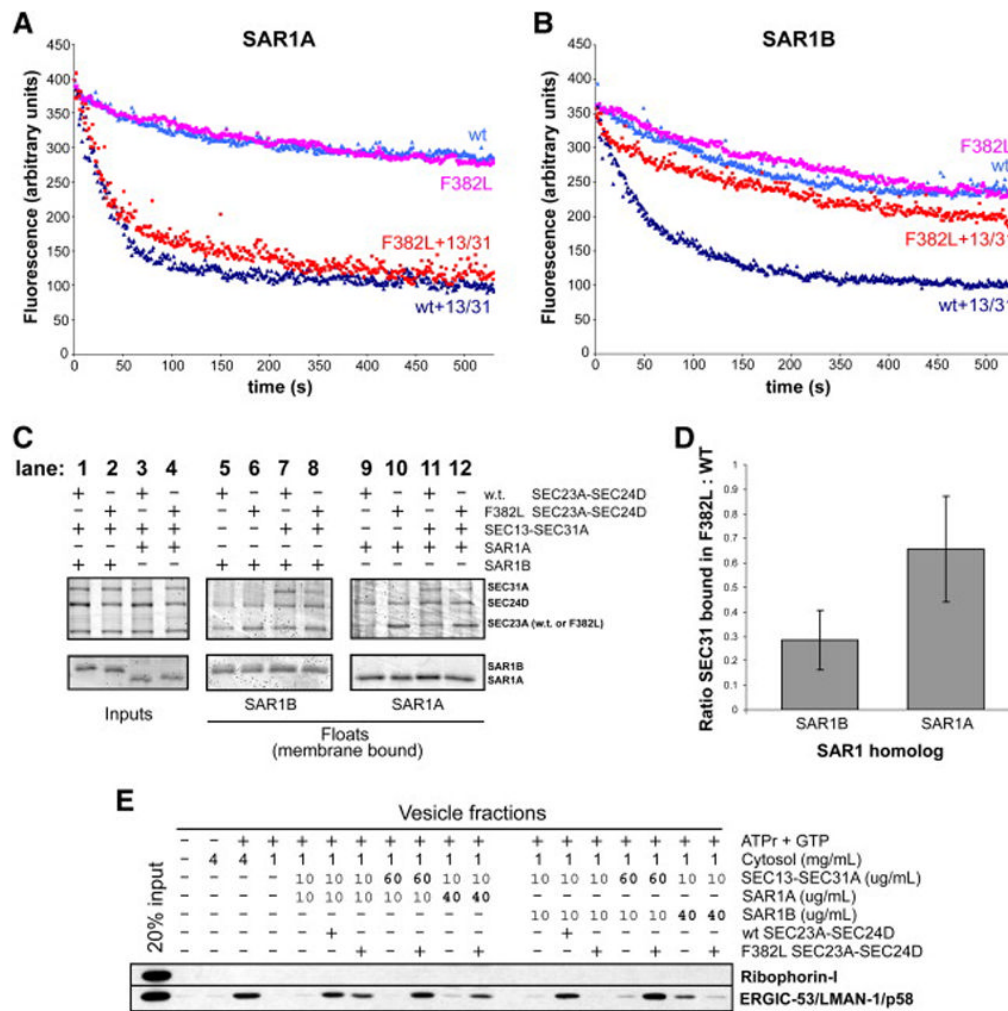 A
SAR1A
Fluorescence (arbitrary units)
450
400
350
300
250
200
150
100
50
0
0 50 100 150 200 250 300 350 400 450 500
time (s)
wt
F382L
F382L+13/31
wt+13/31
B
SAR1B
Fluorescence (arbitrary units)
450
400
350
300
250
200
150
100
50
0
0 50 100 150 200 250 300 350 400 450 500
time (s)
F382L
wt
F382L+13/31
wt+13/31
C
lane: 1 2 3 4 5 6 7 8 9 10 11 12
+ - + - + - + - + - + - w.t. SEC23A-SEC24D
- + - + - + - + - + - + F382L SEC23A-SEC24D
+ + + + - - + + - - + + SEC13-SEC31A
- - + + - - - - + + + + SAR1A
+ + - - + + + + - - - - SAR1B
SEC31A
SEC24D
SEC23A (w.t. or F382L)
SAR1B
SAR1A
Inputs
SAR1B
SAR1A
Floats
(membrane bound)
D
Ratio SEC31 bound in F382L : WT
1
0.9
0.8
0.7
0.6
0.5
0.4
0.3
0.2
0.1
0
SAR1B SAR1A
SAR1 homolog
E
Vesicle fractions
20% input
- - + + + + + + + + + + + + + + + + ATPr + GTP
- 4 4 1 1 1 1 1 1 1 1 1 1 1 1 1 1 1 Cytosol (mg/mL)
- - - - 10 10 10 60 60 10 10 10 10 10 60 60 10 10 SEC13-SEC31A (ug/mL)
- - - - 10 10 10 10 10 40 40 - - - - - - - SAR1A (ug/mL)
- - - - - - - - - - - 10 10 10 10 10 40 40 SAR1B (ug/mL)
- - - - - + - - - - - - + - - - - - wt SEC23A-SEC24D
- - - - - - + - + - + - - + - + - + F382L SEC23A-SEC24D
Ribophorin-I
ERGIC-53/LMAN-1/p58